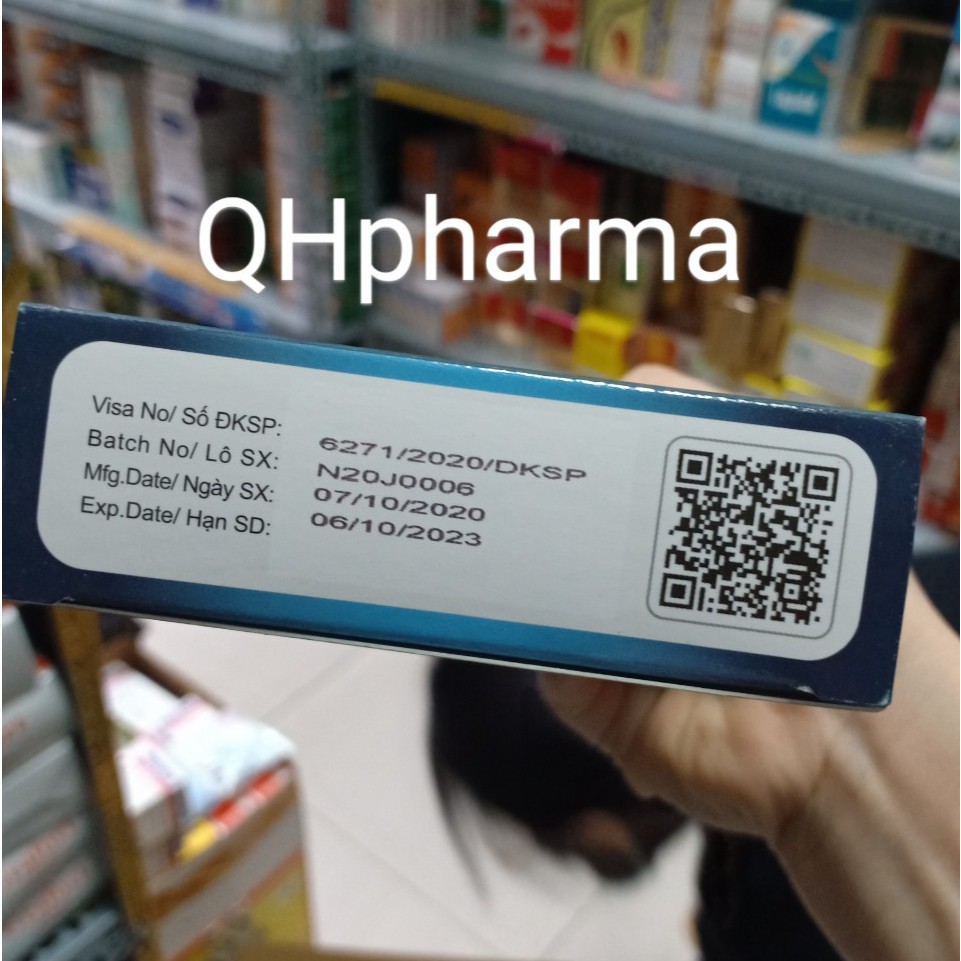 QHpharma
Visa No/ Số ĐKSP: 6271/2020/DKSP
Batch No/ Lô SX: N20J0006
Mfg.Date/ Ngày SX: 07/10/2020
Exp.Date/ Hạn SD: 06/10/2023